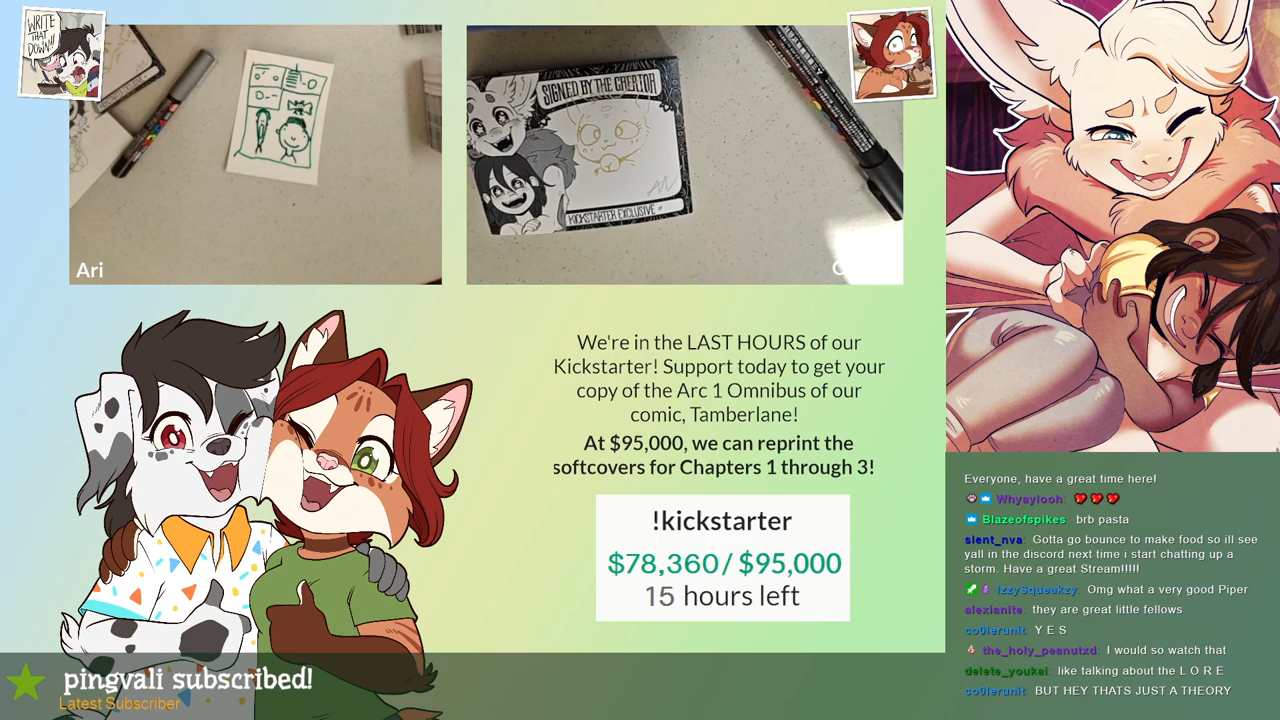 WRITE
THAT
DOWN!!
SIGNED BY THE CREATOR
KICKSTARTER EXCLUSIVE
Ari
We're in the LAST HOURS of our
Kickstarter! Support today to get your
copy of the Arc 1 Omnibus of our
comic, Tamberlane!
At $95,000, we can reprint the
softcovers for Chapters 1 through 3!
!kickstarter
$78,360/ $95,000
15 hours left
pingvali subscribed!
Latest Subscriber
Everyone, have a great time here!
Whyaylooh:
Blazeofspikes brb pasta
slent_nva: Gotta go bounce to make food so ill see
yall in the discord next time i start chatting up a
storm. Have a great Stream!!!!!
IzzySqueakzy: Omg what a very good Piper
alexianite: they are great little fellows
co0lerunit: Y E S
the_holy_peanutxd: I would so watch that
delete_youkai: like talking about the L O R E
co0lerunit: BUT HEY THATS JUST A THEORY